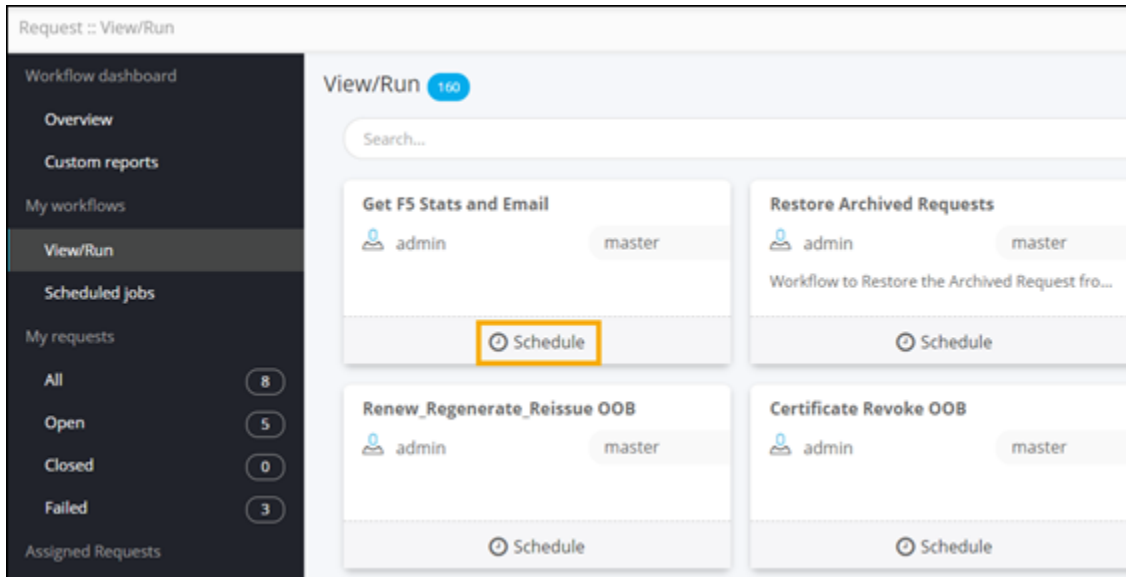 Request :: View/Run
Workflow dashboard
Overview
Custom reports
My workflows
View/Run
Scheduled jobs
My requests
All 8
Open 5
Closed 0
Failed 3
Assigned Requests
View/Run 160
Search...
Get F5 Stats and Email
admin master
Schedule
Restore Archived Requests
admin master
Workflow to Restore the Archived Request fro...
Schedule
Renew_Regenerate_Reissue OOB
admin master
Schedule
Certificate Revoke OOB
admin master
Schedule